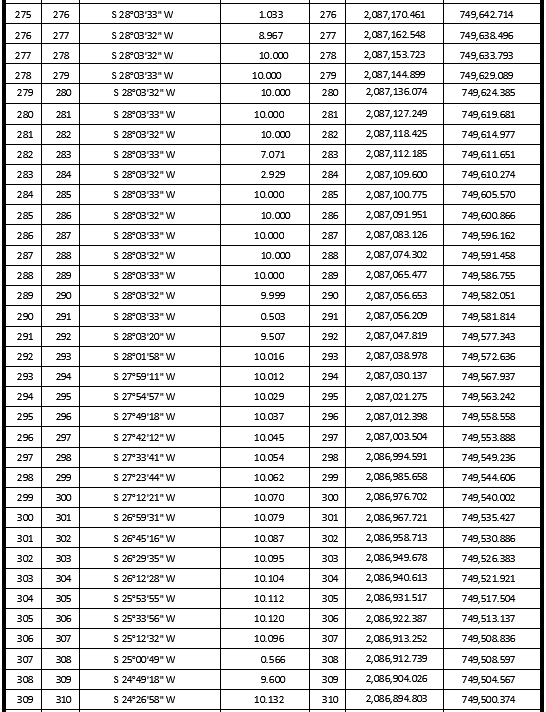 275 276 S 28°03'33" W 1.033 276 2,087,170.461 749,642.714
276 277 S 28°03'32" W 8.967 277 2,087,162.548 749,638.496
277 278 S 28°03'32" W 10.000 278 2,087,153.723 749,633.793
278 279 S 28°03'33" W 10.000 279 2,087,144.899 749,629.089
279 280 S 28°03'32" W 10.000 280 2,087,136.074 749,624.385
280 281 S 28°03'33" W 10.000 281 2,087,127.249 749,619.681
281 282 S 28°03'32" W 10.000 282 2,087,118.425 749,614.977
282 283 S 28°03'33" W 7.071 283 2,087,112.185 749,611.651
283 284 S 28°03'32" W 2.929 284 2,087,109.600 749,610.274
284 285 S 28°03'33" W 10.000 285 2,087,100.775 749,605.570
285 286 S 28°03'32" W 10.000 286 2,087,091.951 749,600.866
286 287 S 28°03'33" W 10.000 287 2,087,083.126 749,596.162
287 288 S 28°03'32" W 10.000 288 2,087,074.302 749,591.458
288 289 S 28°03'33" W 10.000 289 2,087,065.477 749,586.755
289 290 S 28°03'32" W 9.999 290 2,087,056.653 749,582.051
290 291 S 28°03'33" W 0.503 291 2,087,056.209 749,581.814
291 292 S 28°03'20" W 9.507 292 2,087,047.819 749,577.343
292 293 S 28°01'58" W 10.016 293 2,087,038.978 749,572.636
293 294 S 27°59'11" W 10.012 294 2,087,030.137 749,567.937
294 295 S 27°54'57" W 10.029 295 2,087,021.275 749,563.242
295 296 S 27°49'18" W 10.037 296 2,087,012.398 749,558.558
296 297 S 27°42'12" W 10.045 297 2,087,003.504 749,553.888
297 298 S 27°33'41" W 10.054 298 2,086,994.591 749,549.236
298 299 S 27°23'44" W 10.062 299 2,086,985.658 749,544.606
299 300 S 27°12'21" W 10.070 300 2,086,976.702 749,540.002
300 301 S 26°59'31" W 10.079 301 2,086,967.721 749,535.427
301 302 S 26°45'16" W 10.087 302 2,086,958.713 749,530.886
302 303 S 26°29'35" W 10.095 303 2,086,949.678 749,526.383
303 304 S 26°12'28" W 10.104 304 2,086,940.613 749,521.921
304 305 S 25°53'55" W 10.112 305 2,086,931.517 749,517.504
305 306 S 25°33'56" W 10.120 306 2,086,922.387 749,513.137
306 307 S 25°12'32" W 10.096 307 2,086,913.252 749,508.836
307 308 S 25°00'49" W 0.566 308 2,086,912.739 749,508.597
308 309 S 24°49'18" W 9.600 309 2,086,904.026 749,504.567
309 310 S 24°26'58" W 10.132 310 2,086,894.803 749,500.374